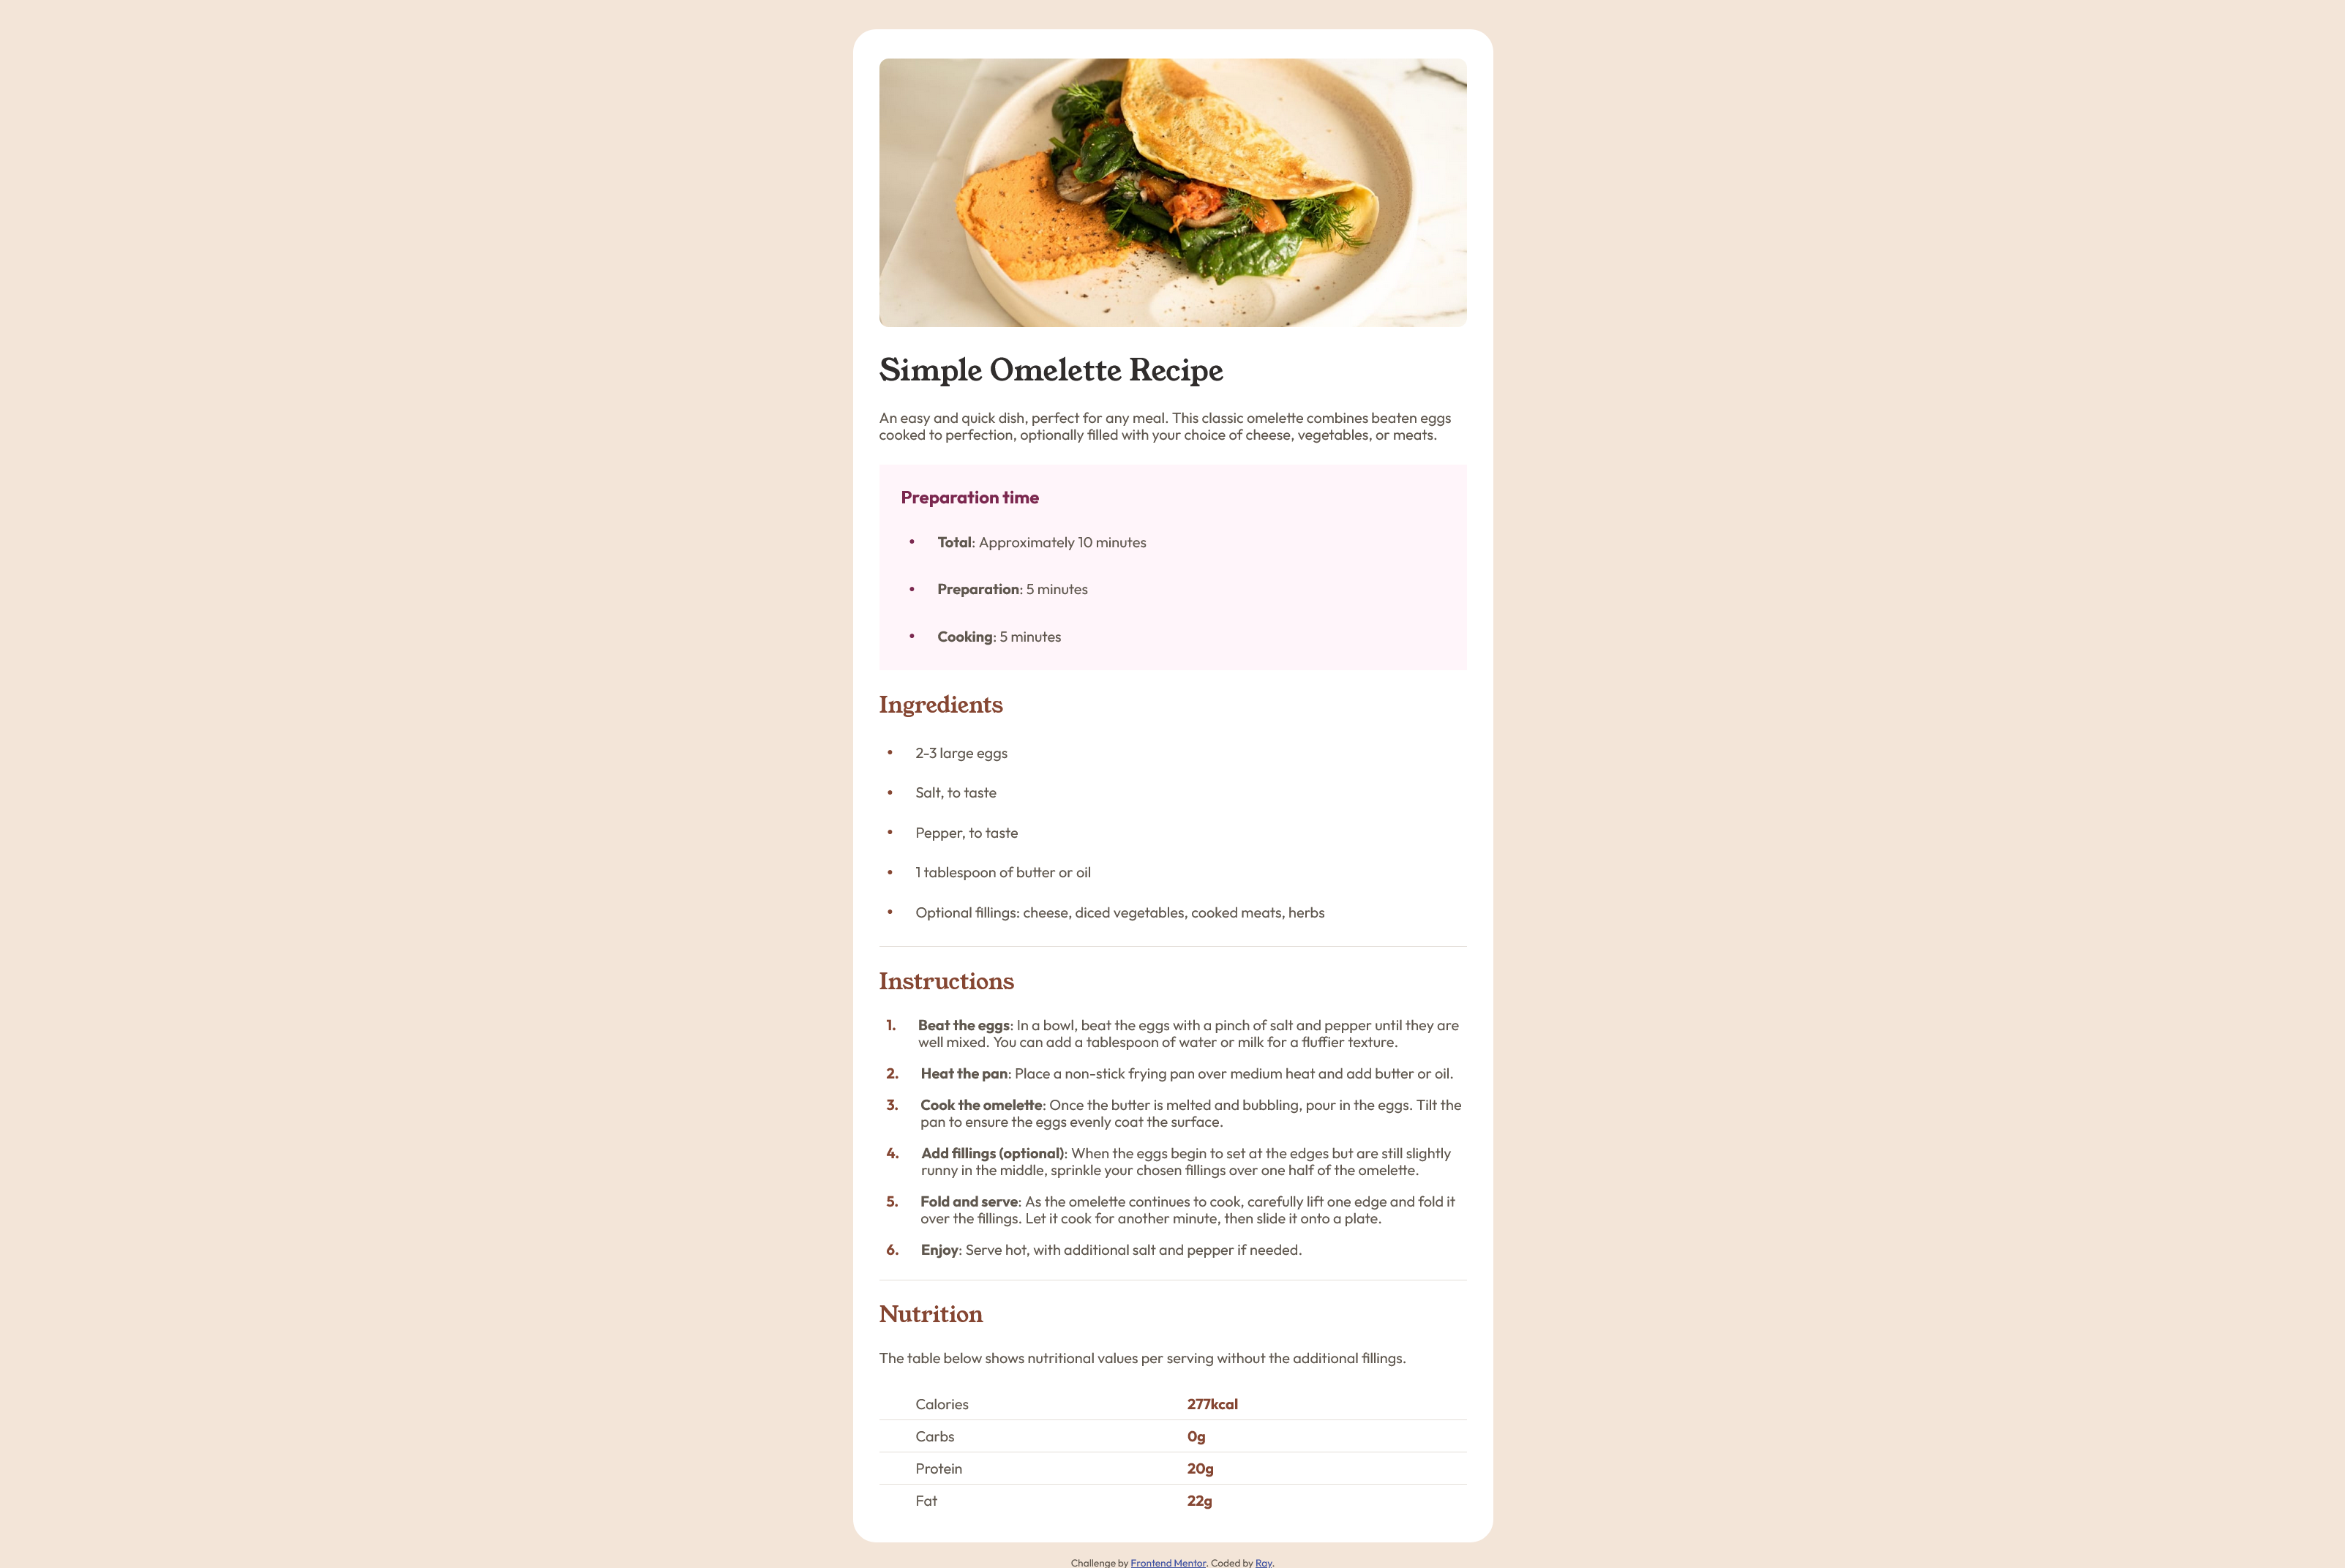 Simple Omelette Recipe
An easy and quick dish, perfect for any meal. This classic omelette combines beaten eggs
cooked to perfection, optionally filled with your choice of cheese, vegetables, or meats.
Preparation time
• Total: Approximately 10 minutes
• Preparation: 5 minutes
• Cooking: 5 minutes
Ingredients
• 2-3 large eggs
• Salt, to taste
• Pepper, to taste
• 1 tablespoon of butter or oil
• Optional fillings: cheese, diced vegetables, cooked meats, herbs
Instructions
1. Beat the eggs: In a bowl, beat the eggs with a pinch of salt and pepper until they are
well mixed. You can add a tablespoon of water or milk for a fluffier texture.
2. Heat the pan: Place a non-stick frying pan over medium heat and add butter or oil.
3. Cook the omelette: Once the butter is melted and bubbling, pour in the eggs. Tilt the
pan to ensure the eggs evenly coat the surface.
4. Add fillings (optional): When the eggs begin to set at the edges but are still slightly
runny in the middle, sprinkle your chosen fillings over one half of the omelette.
5. Fold and serve: As the omelette continues to cook, carefully lift one edge and fold it
over the fillings. Let it cook for another minute, then slide it onto a plate.
6. Enjoy: Serve hot, with additional salt and pepper if needed.
Nutrition
The table below shows nutritional values per serving without the additional fillings.
Calories 277kcal
Carbs 0g
Protein 20g
Fat 22g
Challenge by Frontend Mentor. Coded by Ray.